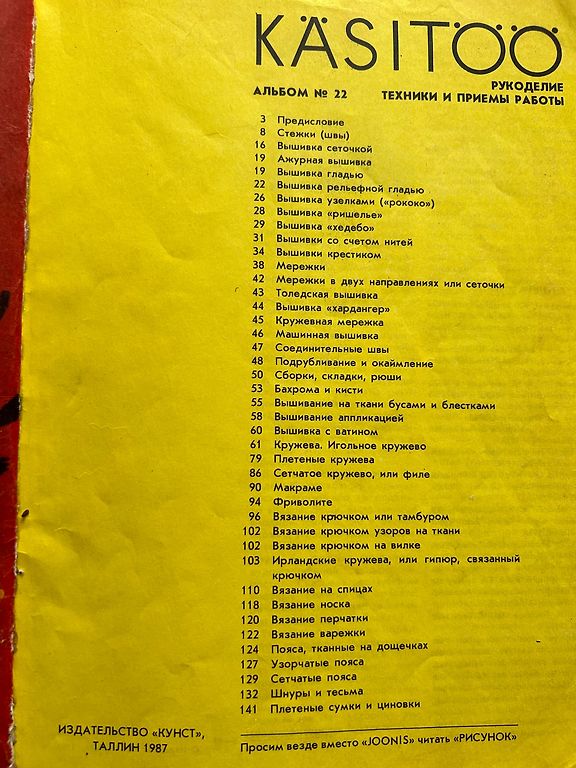 KÄSITÖÖ
РУКОДЕЛИЕ
АЛЬБОМ № 22 ТЕХНИКИ И ПРИЕМЫ РАБОТЫ
3 Предисловие
8 Стежки (швы)
16 Вышивка сеточкой
19 Ажурная вышивка
19 Вышивка гладью
22 Вышивка рельефной гладью
26 Вышивка узелками («рококо»)
28 Вышивка «ришелье»
29 Вышивка «хедебо»
31 Вышивки со счетом нитей
34 Вышивки крестиком
38 Мережки
42 Мережки в двух направлениях или сеточки
43 Толедская вышивка
44 Вышивка «хардангер»
45 Кружевная мережка
46 Машинная вышивка
47 Соединительные швы
48 Подрубливание и окаймление
50 Сборки, складки, рюши
53 Бахрома и кисти
55 Вышивание на ткани бусами и блестками
58 Вышивание аппликацией
60 Вышивка с ватином
61 Кружева. Игольное кружево
79 Плетеные кружева
86 Сетчатое кружево, или филе
90 Макраме
94 Фриволите
96 Вязание крючком или тамбуром
102 Вязание крючком узоров на ткани
102 Вязание крючком на вилке
103 Ирландские кружева, или гипюр, связанный
крючком
110 Вязание на спицах
118 Вязание носка
120 Вязание перчатки
122 Вязание варежки
124 Пояса, тканные на дощечках
127 Узорчатые пояса
129 Сетчатые пояса
132 Шнуры и тесьма
141 Плетеные сумки и циновки
ИЗДАТЕЛЬСТВО «КУНСТ»,
ТАЛЛИН 1987
Просим везде вместо «JOONIS» читать «РИСУНОК»